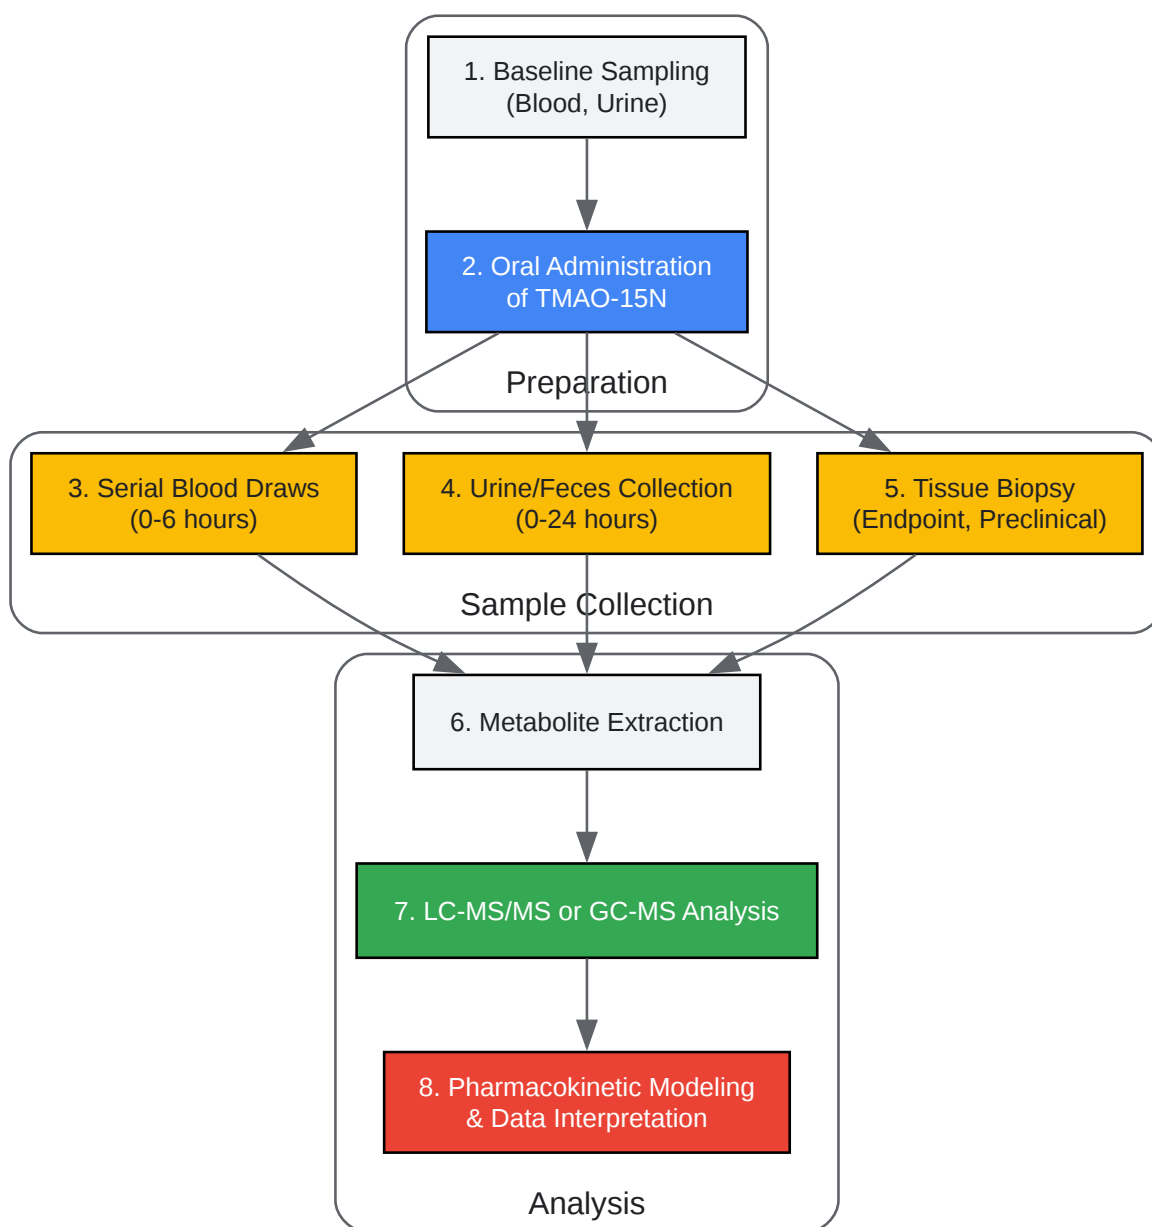 1. Baseline Sampling
(Blood, Urine)
2. Oral Administration
of TMAO-15N
Preparation
3. Serial Blood Draws
(0-6 hours)
4. Urine/Feces Collection
(0-24 hours)
5. Tissue Biopsy
(Endpoint, Preclinical)
Sample Collection
6. Metabolite Extraction
7. LC-MS/MS or GC-MS Analysis
8. Pharmacokinetic Modeling
& Data Interpretation
Analysis